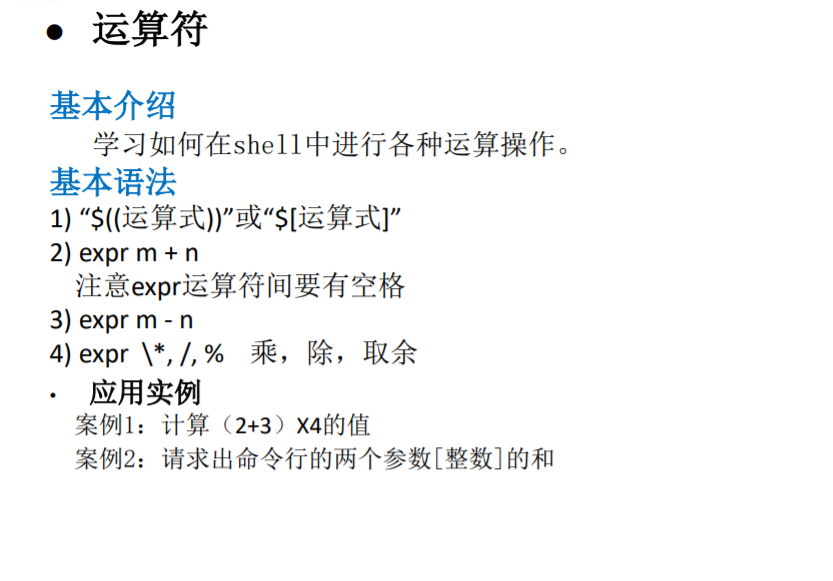 ● 运算符
基本介绍
学习如何在shell中进行各种运算操作。
基本语法
1) “$((运算式))”或“$[运算式]”
2) expr m + n
注意expr运算符间要有空格
3) expr m - n
4) expr \*, /, % 乘，除，取余
• 应用实例
案例1：计算（2+3）X4的值
案例2：请求出命令行的两个参数[整数]的和